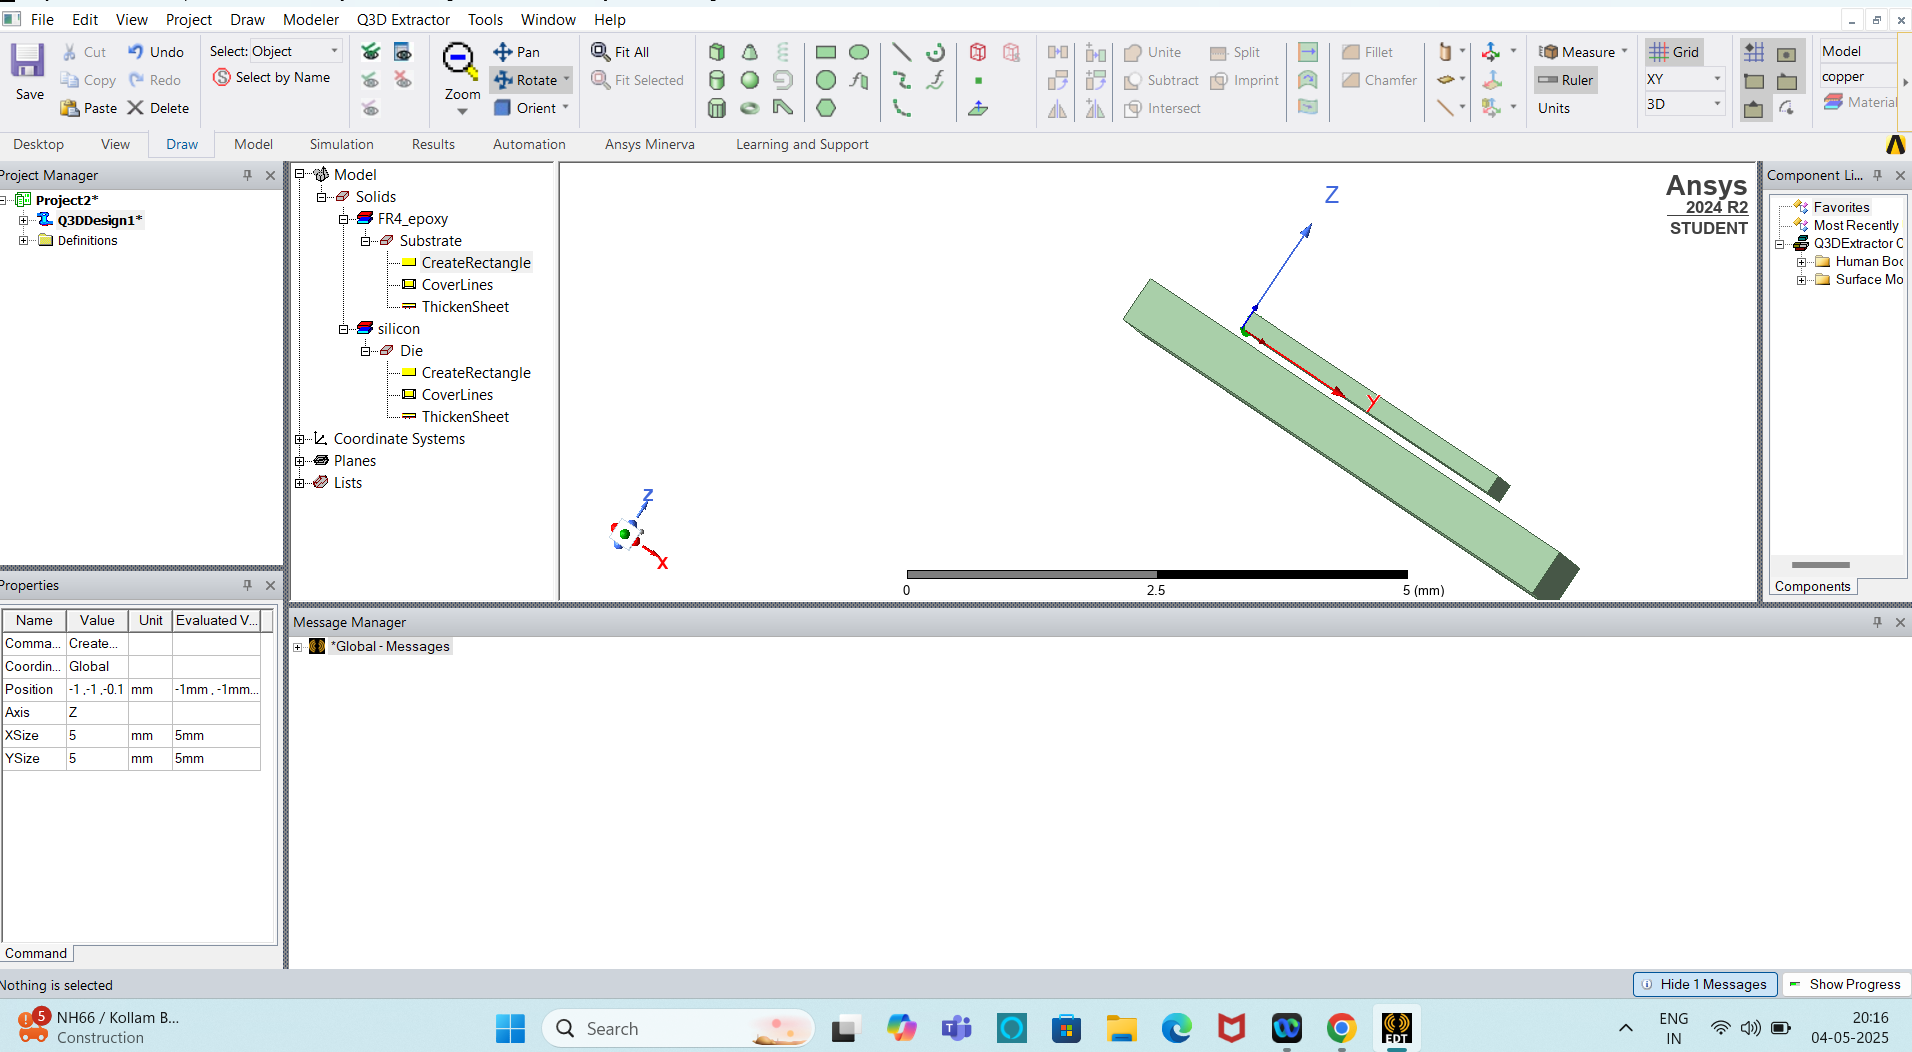 File Edit View Project Draw Modeler Q3D Extractor Tools Window Help
Save
Cut
Copy
Paste
Undo
Redo
Delete
Select: Object
Select by Name
Zoom
Pan
Rotate
Orient
Fit All
Fit Selected
Unite
Subtract
Intersect
Split
Imprint
Fillet
Chamfer
Measure
Ruler
Units
Grid
XY
3D
Model
copper
Material
Desktop View Draw Model Simulation Results Automation Ansys Minerva Learning and Support
Project Manager
Project2*
Q3DDesign1*
Definitions
Model
Solids
FR4_epoxy
Substrate
CreateRectangle
CoverLines
ThickenSheet
silicon
Die
CreateRectangle
CoverLines
ThickenSheet
Coordinate Systems
Planes
Lists
Z
Y
Z
X
Ansys
2024 R2
STUDENT
0 2.5 5 (mm)
Component Li...
Favorites
Most Recently
Q3DExtractor C
Human Boc
Surface Mo
Components
Properties
Name Value Unit Evaluated V...
Comma... Create...
Coordin... Global
Position -1 ,-1 ,-0.1 mm -1mm , -1mm...
Axis Z
XSize 5 mm 5mm
YSize 5 mm 5mm
Command
Message Manager
*Global - Messages
Nothing is selected
Hide 1 Messages
Show Progress
5
NH66 / Kollam B...
Construction
Search
EDT
ENG
IN
20:16
04-05-2025